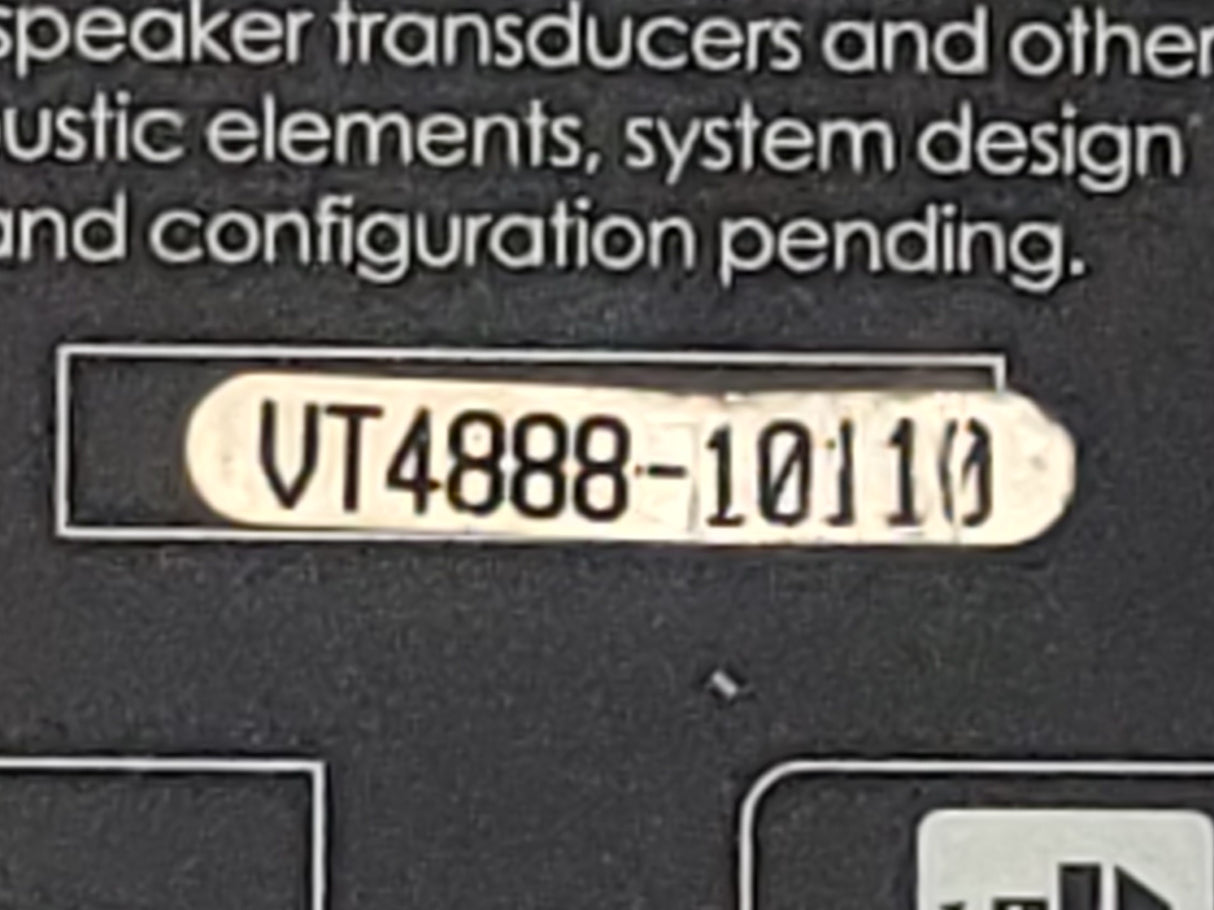 speaker transducers and other
ustic elements, system design
and configuration pending.
VT4888-10110